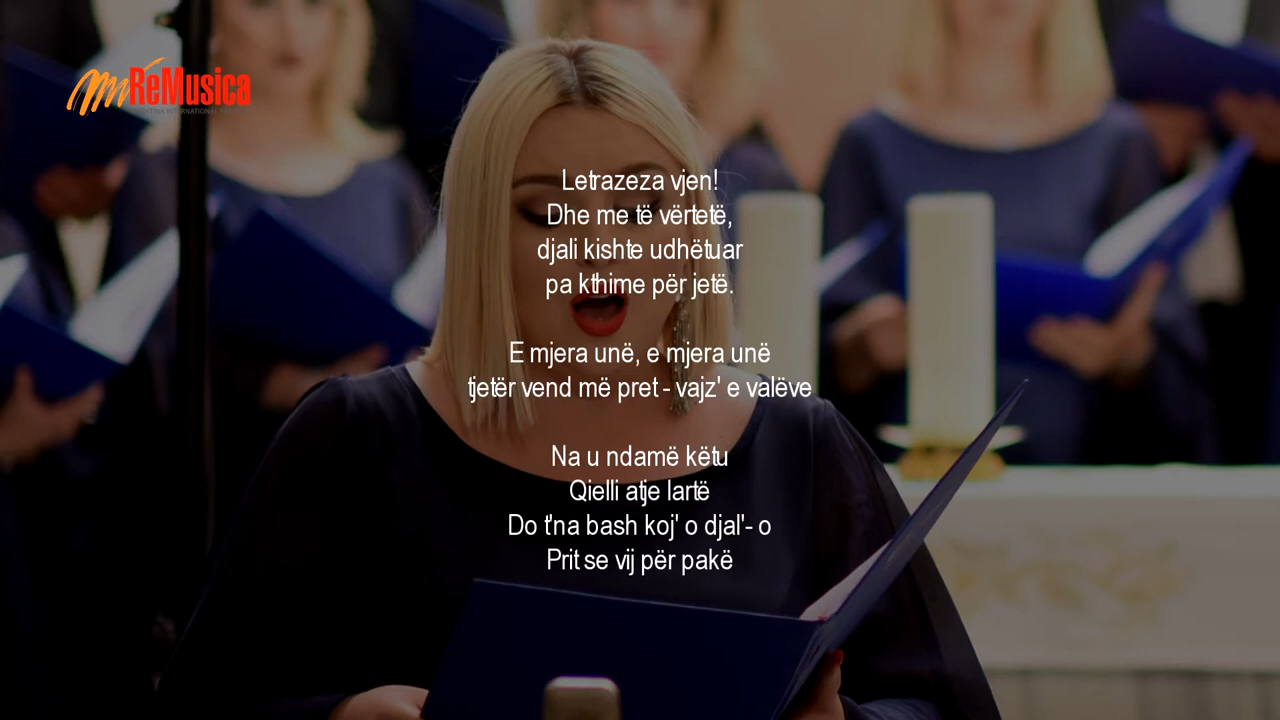 ReMusica
Letrazeza vjen!
Dhe me të vërtetë,
djali kishte udhëtuar
pa kthime për jetë.
E mjera unë, e mjera unë
tjetër vend më pret - vajz' e valëve
Na u ndamë këtu
Qielli atje lartë
Do t'na bash koj' o djal'- o
Prit se vij për pakë